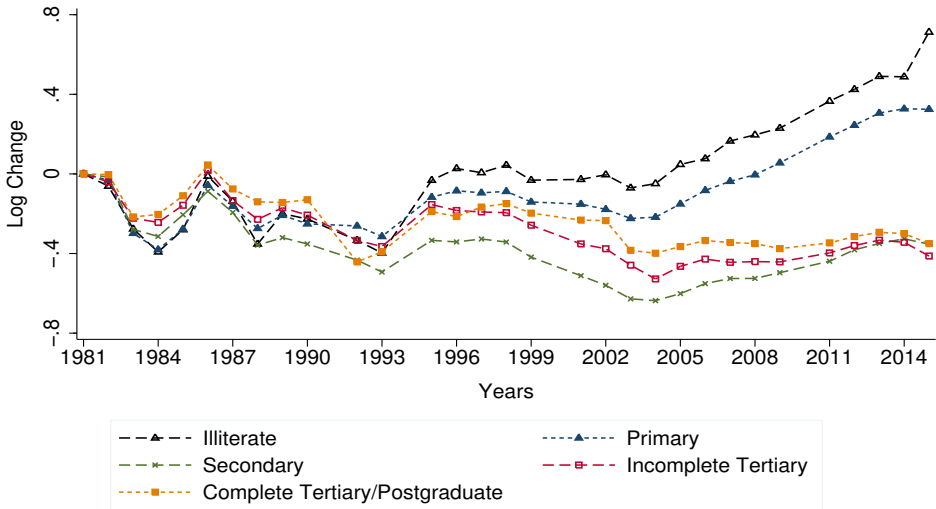 .8
.4
0
-.4
-.8
Log Change
1981 1984 1987 1990 1993 1996 1999 2002 2005 2008 2011 2014
Years
Illiterate Primary
Secondary Incomplete Tertiary
Complete Tertiary/Postgraduate